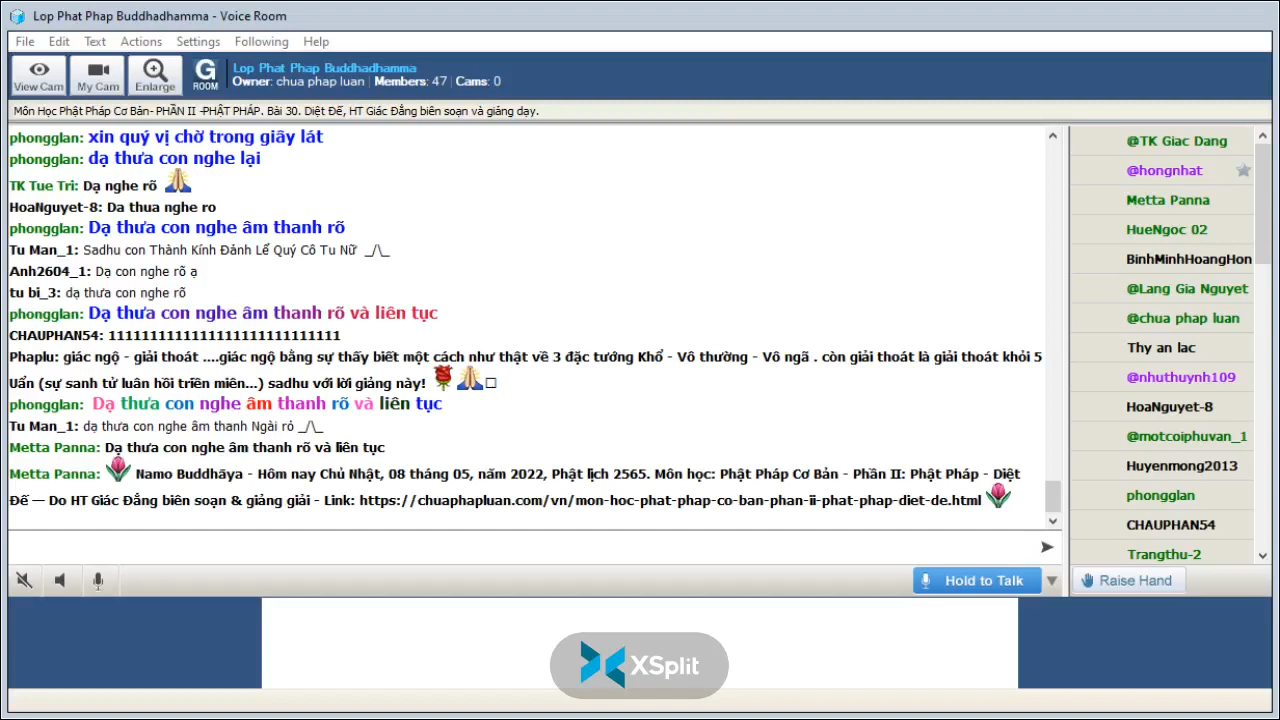 Lop Phat Phap Buddhadhamma - Voice Room
File Edit Text Actions Settings Following Help
View Cam My Cam Enlarge G ROOM
Lop Phat Phap Buddhadhamma
Owner: chua phap luan | Members: 47 | Cams: 0
Môn Học Phật Pháp Cơ Bản- PHẦN II -PHẬT PHÁP. Bài 30. Diệt Đế, HT Giác Đẳng biên soạn và giảng dạy.
phongglan: xin quý vị chờ trong giây lát
phongglan: dạ thưa con nghe lại
TK Tue Tri: Dạ nghe rõ
HoaNguyet-8: Da thua nghe ro
phongglan: Dạ thưa con nghe âm thanh rõ
Tu Man_1: Sadhu con Thành Kính Đảnh Lể Quý Cô Tu Nữ _/\_
Anh2604_1: Dạ con nghe rõ ạ
tu bi_3: dạ thưa con nghe rõ
phongglan: Dạ thưa con nghe âm thanh rõ và liên tục
CHAUPHAN54: 1111111111111111111111111111
Phaplu: giác ngộ - giải thoát ....giác ngộ bằng sự thấy biết một cách như thật về 3 đặc tướng Khổ - Vô thường - Vô ngã . còn giải thoát là giải thoát khỏi 5
Uẩn (sự sanh tử luân hồi triền miên...) sadhu với lời giảng này!
phongglan: Dạ thưa con nghe âm thanh rõ và liên tục
Tu Man_1: dạ thưa con nghe âm thanh Ngài rỏ _/\_
Metta Panna: Dạ thưa con nghe âm thanh rõ và liên tục
Metta Panna: Namo Buddhāya - Hôm nay Chủ Nhật, 08 tháng 05, năm 2022, Phật lịch 2565. Môn học: Phật Pháp Cơ Bản - Phần II: Phật Pháp - Diệt
Đế — Do HT Giác Đẳng biên soạn & giảng giải - Link: https://chuaphapluan.com/vn/mon-hoc-phat-phap-co-ban-phan-ii-phat-phap-diet-de.html
@TK Giac Dang
@hongnhat
Metta Panna
HueNgoc 02
BinhMinhHoangHon
@Lang Gia Nguyet
@chua phap luan
Thy an lac
@nhuthuynh109
HoaNguyet-8
@motcoiphuvan_1
Huyenmong2013
phongglan
CHAUPHAN54
Trangthu-2
Hold to Talk
Raise Hand
XSplit